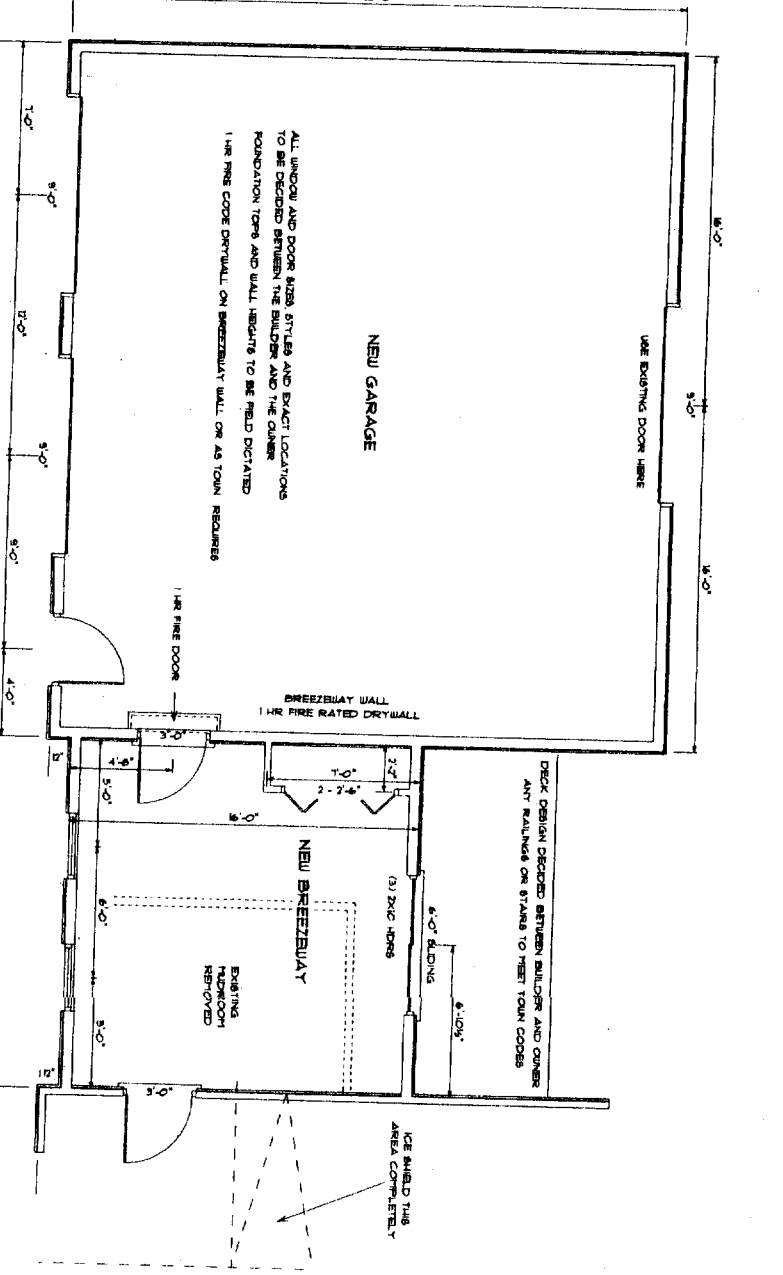 16'-0"
9'-0"
16'-0"
USE EXISTING DOOR HERE
NEW GARAGE
ALL WINDOW AND DOOR SIZES, STYLES AND EXACT LOCATIONS
TO BE DECIDED BETWEEN THE BUILDER AND THE OWNER
FOUNDATION TOPS AND WALL HEIGHTS TO BE FIELD DICTATED
1 HR FIRE CODE DRYWALL ON BREEZEWAY WALL OR AS TOWN REQUIRES
7'-0"
9'-0"
12'-0"
9'-0"
9'-0"
4'-0"
1 HR FIRE DOOR
BREEZEWAY WALL
1 HR FIRE RATED DRYWALL
DECK DESIGN DECIDED BETWEEN BUILDER AND OWNER
ANY RAILINGS OR STAIRS TO MEET TOWN CODES
3'-0"
4'-8"
12"
5'-0"
7'-0"
2'-2"
2 - 2'-6"
16'-0"
NEW BREEZEWAY
(3) 2X10 HDRS
6'-0" SLIDING
6'-10½"
6'-0"
5'-0"
EXISTING
MUDROOM
REMOVED
12"
3'-0"
ICE SHIELD THIS
AREA COMPLETELY